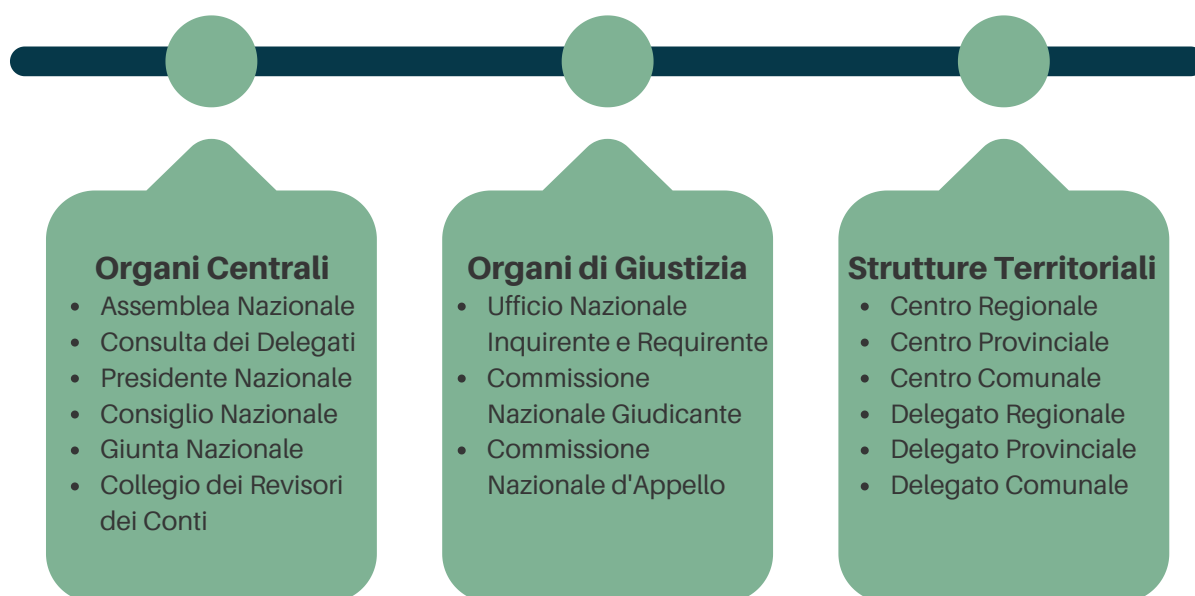 Organi Centrali
• Assemblea Nazionale
• Consulta dei Delegati
• Presidente Nazionale
• Consiglio Nazionale
• Giunta Nazionale
• Collegio dei Revisori
dei Conti
Organi di Giustizia
• Ufficio Nazionale
Inquirente e Requirente
• Commissione
Nazionale Giudicante
• Commissione
Nazionale d'Appello
Strutture Territoriali
• Centro Regionale
• Centro Provinciale
• Centro Comunale
• Delegato Regionale
• Delegato Provinciale
• Delegato Comunale